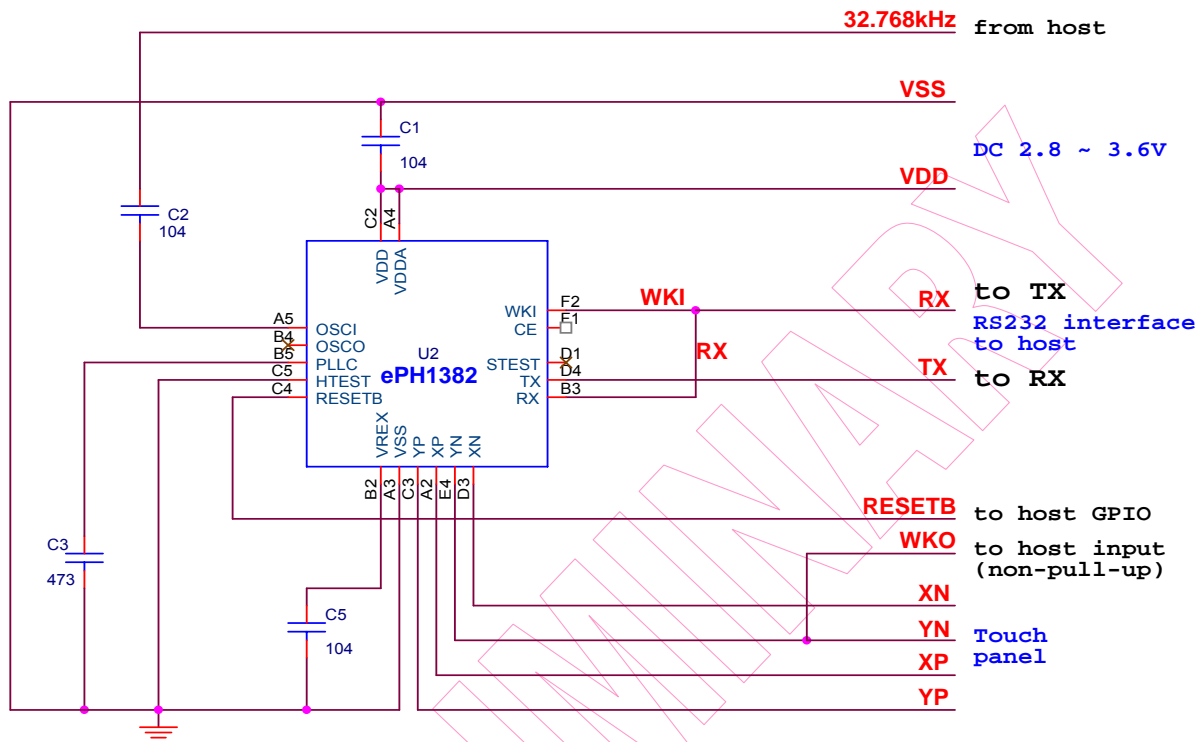 32.768kHz from host
VSS
C1
104
DC 2.8 ~ 3.6V
VDD
C2
104
C2 A4
VDD VDDA
WKI F2 WKI RX to TX
CE E1
RS232 interface
to host
A5 OSCI
B4 OSCO
B5 PLLC
C5 HTEST
C4 RESETB
U2
ePH1382
STEST D1
TX D4 TX to RX
RX B3 RX
VREX VSS YP XP YN XN
B2 A3 C3 A2 E4 D3
RESETB to host GPIO
WKO to host input
(non-pull-up)
C3
473
C5
104
XN
YN Touch
panel
XP
YP